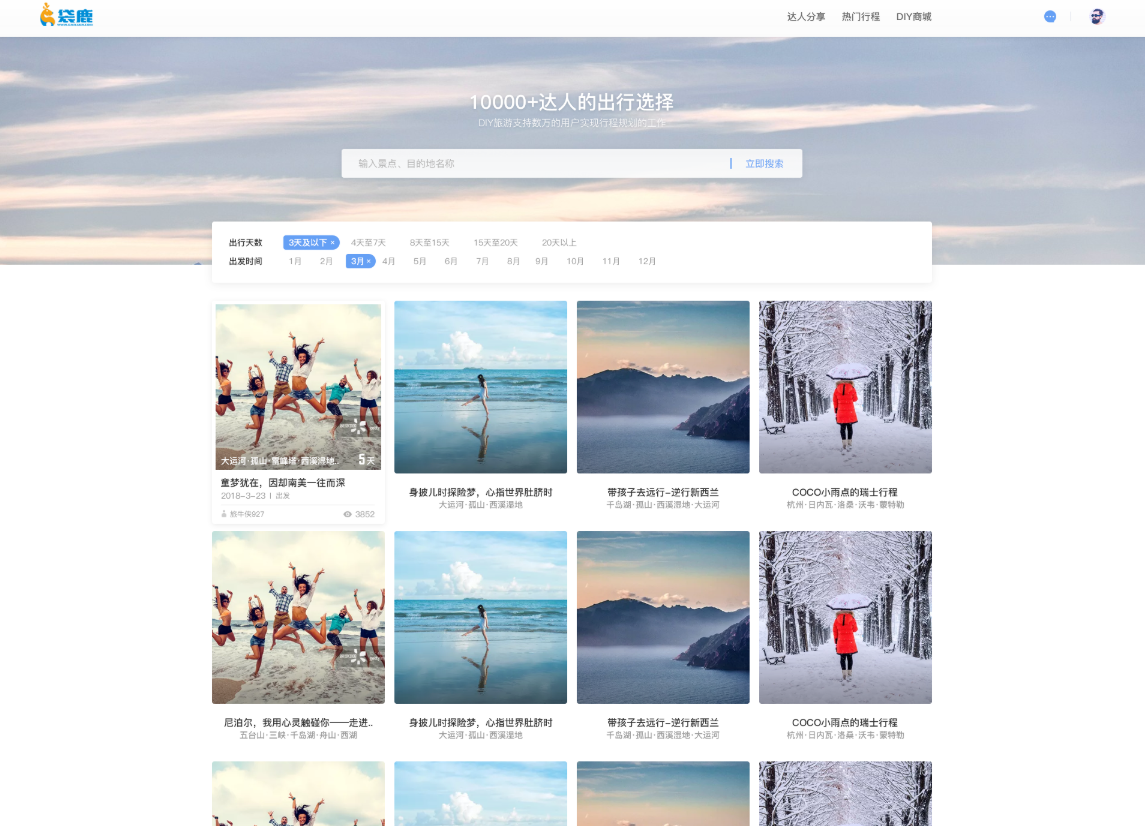 袋鹿
达人分享 热门行程 DIY商城
10000+达人的出行选择
DIY旅游支持数万的用户实现行程规划的工作
输入景点、目的地名称 立即搜索
出行天数 3天及以下 × 4天至7天 8天至15天 15天至20天 20天以上
出发时间 1月 2月 3月 × 4月 5月 6月 7月 8月 9月 10月 11月 12月
大运河·孤山·蜜蜂墙·西溪湿地.. 5天
童梦犹在，因却南美一往而深
2018-3-23 | 出发
927 3852
身披儿时探险梦，心指世界肚脐时
大运河·孤山·西溪湿地
带孩子去远行-逆行新西兰
千岛湖·孤山·西溪湿地·大运河
COCO小雨点的瑞士行程
杭州·日内瓦·洛桑·沃韦·蒙特勒
尼泊尔，我用心灵触碰你——走进..
五台山·三峡·千岛湖·舟山·西湖
身披儿时探险梦，心指世界肚脐时
大运河·孤山·西溪湿地
带孩子去远行-逆行新西兰
千岛湖·孤山·西溪湿地·大运河
COCO小雨点的瑞士行程
杭州·日内瓦·洛桑·沃韦·蒙特勒